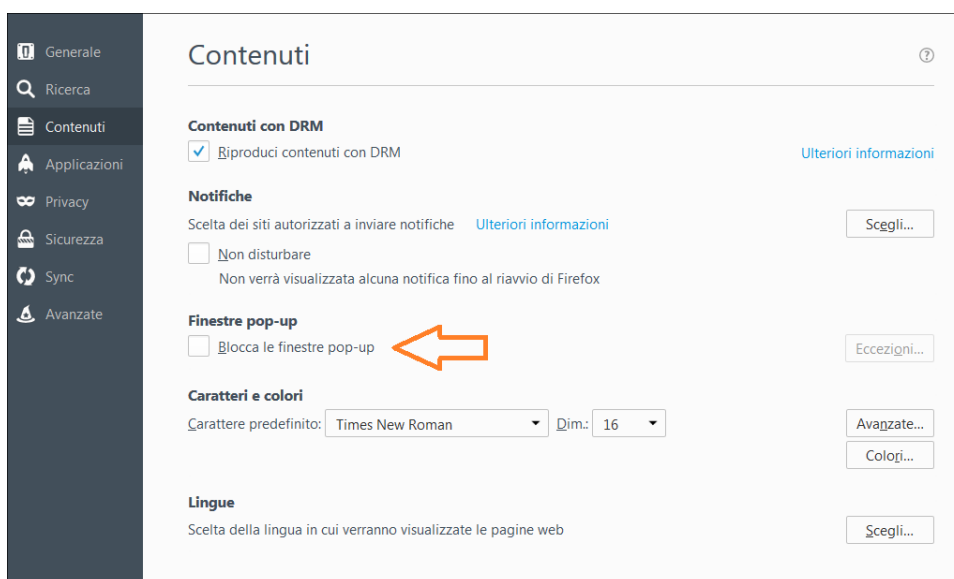 Generale
Ricerca
Contenuti
Applicazioni
Privacy
Sicurezza
Sync
Avanzate
Contenuti
?
Contenuti con DRM
Riproduci contenuti con DRM
Ulteriori informazioni
Notifiche
Scelta dei siti autorizzati a inviare notifiche Ulteriori informazioni
Scegli...
Non disturbare
Non verrà visualizzata alcuna notifica fino al riavvio di Firefox
Finestre pop-up
Blocca le finestre pop-up
Eccezioni...
Caratteri e colori
Carattere predefinito: Times New Roman Dim.: 16
Avanzate...
Colori...
Lingue
Scelta della lingua in cui verranno visualizzate le pagine web
Scegli...